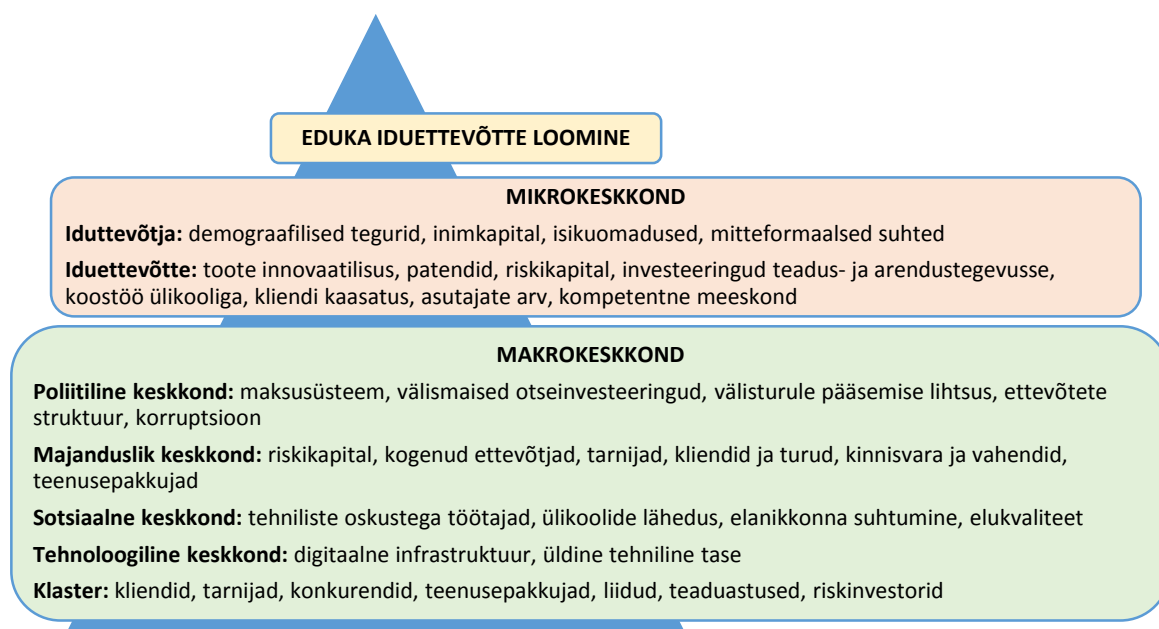 EDUKA IDUETTEVÕTTE LOOMINE
MIKROKESKKOND
Iduttevõtja: demograafilised tegurid, inimkapital, isikuomadused, mitteformaalsed suhted
Iduettevõtte: toote innovaatilisus, patendid, riskikapital, investeeringud teadus- ja arendustegevusse,
koostöö ülikooliga, kliendi kaasatus, asutajate arv, kompetentne meeskond
MAKROKESKKOND
Poliitiline keskkond: maksusüsteem, välismaised otseinvesteeringud, välisturule pääsemise lihtsus, ettevõtete
struktuur, korruptsioon
Majanduslik keskkond: riskikapital, kogenud ettevõtjad, tarnijad, kliendid ja turud, kinnisvara ja vahendid,
teenusepakkujad
Sotsiaalne keskkond: tehniliste oskustega töötajad, ülikoolide lähedus, elanikkonna suhtumine, elukvaliteet
Tehnoloogiline keskkond: digitaalne infrastruktuur, üldine tehniline tase
Klaster: kliendid, tarnijad, konkurendid, teenusepakkujad, liidud, teaduastused, riskinvestorid